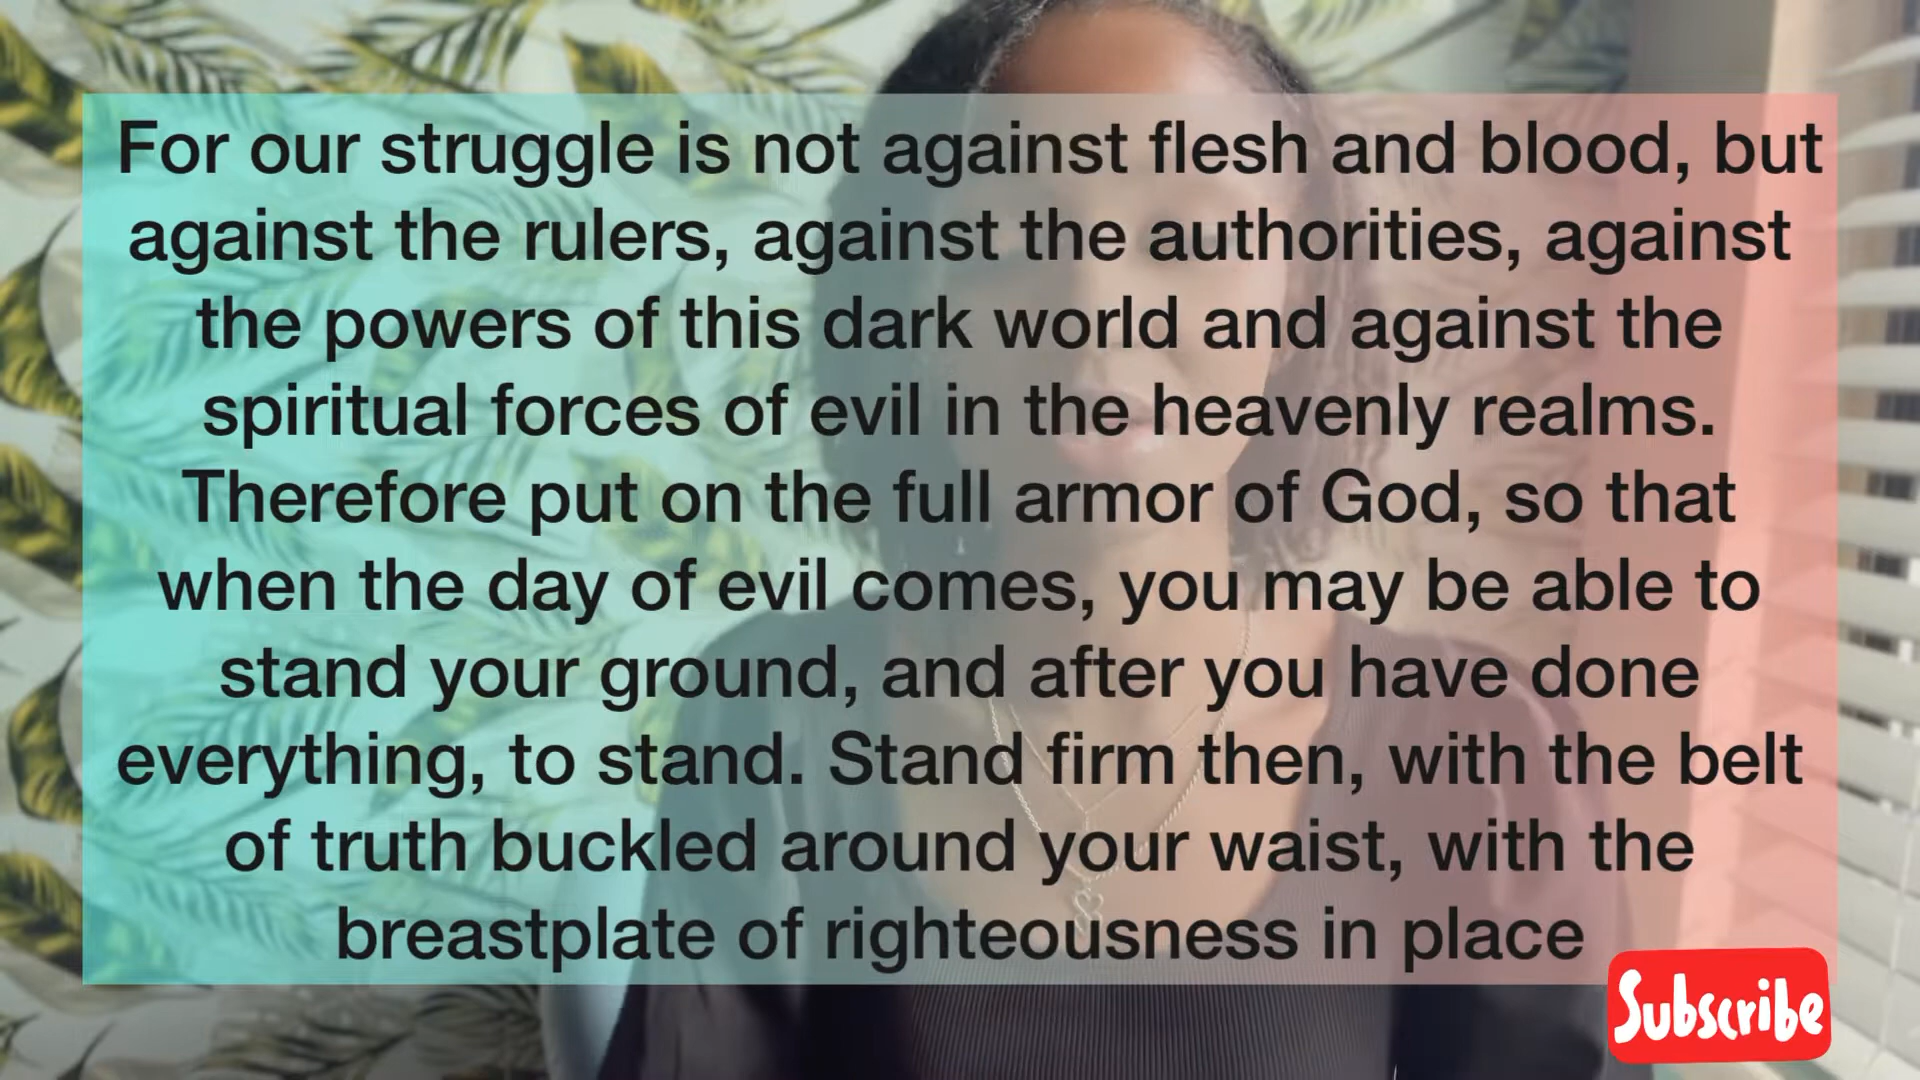 For our struggle is not against flesh and blood, but
against the rulers, against the authorities, against
the powers of this dark world and against the
spiritual forces of evil in the heavenly realms.
Therefore put on the full armor of God, so that
when the day of evil comes, you may be able to
stand your ground, and after you have done
everything, to stand. Stand firm then, with the belt
of truth buckled around your waist, with the
breastplate of righteousness in place
Subscribe